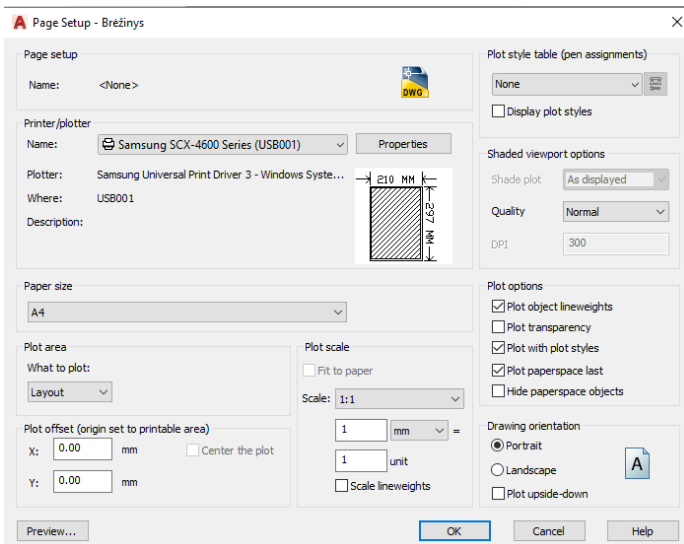 Page Setup - Brėžinys
Page setup
Name: <None>
DWG
Printer/plotter
Name: Samsung SCX-4600 Series (USB001) Properties
Plotter: Samsung Universal Print Driver 3 - Windows Syste...
Where: USB001
Description:
210 MM
297 MM
Paper size
A4
Plot area
What to plot:
Layout
Plot scale
Fit to paper
Scale: 1:1
1 mm =
1 unit
Scale lineweights
Plot offset (origin set to printable area)
X: 0.00 mm Center the plot
Y: 0.00 mm
Plot style table (pen assignments)
None
Display plot styles
Shaded viewport options
Shade plot As displayed
Quality Normal
DPI 300
Plot options
Plot object lineweights
Plot transparency
Plot with plot styles
Plot paperspace last
Hide paperspace objects
Drawing orientation
Portrait
Landscape
A
Plot upside-down
Preview... OK Cancel Help